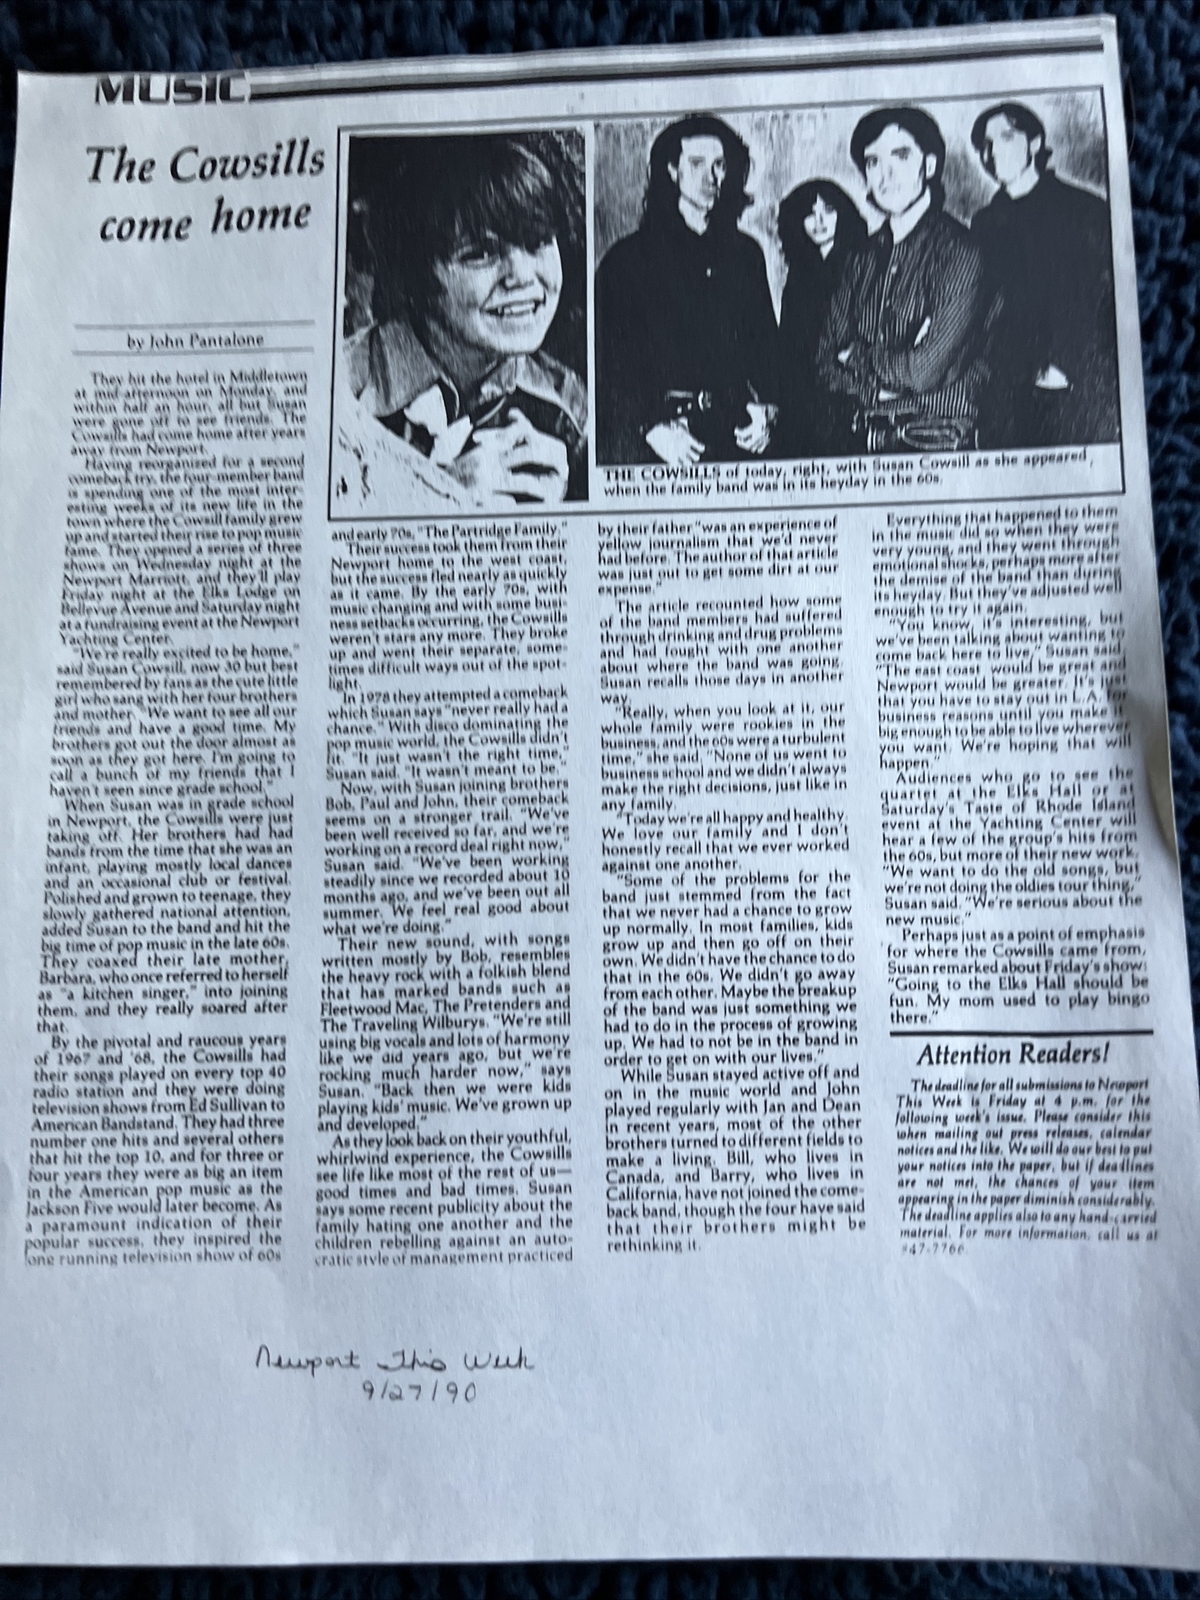 MUSIC
The Cowsills
come home
by John Pantalone
They hit the hotel in Middletown
at mid-afternoon on Monday, and
within half an hour, all but Susan
were gone off to see friends. The
Cowsills had come home after years
away from Newport.
Having reorganized for a second
comeback try, the four-member band
is spending one of the most inter-
esting weeks of its new life in the
town where the Cowsill family grew
up and started their rise to pop music
fame. They opened a series of three
shows on Wednesday night at the
Newport Marriott, and they'll play
Friday night at the Elks Lodge on
Bellevue Avenue and Saturday night
at a fundraising event at the Newport
Yachting Center.
"We're really excited to be home,"
said Susan Cowsill, now 30 but best
remembered by fans as the cute little
girl who sang with her four brothers
and mother. "We want to see all our
friends and have a good time. My
brothers got out the door almost as
soon as they got here. I'm going to
call a bunch of my friends that I
haven't seen since grade school."
When Susan was in grade school
in Newport, the Cowsills were just
taking off. Her brothers had had
bands from the time that she was an
infant, playing mostly local dances
and an occasional club or festival.
Polished and grown to teenage, they
slowly gathered national attention,
added Susan to the band and hit the
big time of pop music in the late 60s.
They coaxed their late mother,
Barbara, who once referred to herself
as "a kitchen singer," into joining
them, and they really soared after
that.
By the pivotal and raucous years
of 1967 and '68, the Cowsills had
their songs played on every top 40
radio station and they were doing
television shows from Ed Sullivan to
American Bandstand. They had three
number one hits and several others
that hit the top 10, and for three or
four years they were as big an item
in the American pop music as the
Jackson Five would later become. As
a paramount indication of their
popular success, they inspired the
long running television show of 60s
THE COWSILLS of today, right, with Susan Cowsill as she appeared
when the family band was in its heyday in the 60s.
and early 70s, "The Partridge Family."
Their success took them from their
Newport home to the west coast,
but the success fled nearly as quickly
as it came. By the early 70s, with
music changing and with some busi-
ness setbacks occurring, the Cowsills
weren't stars any more. They broke
up and went their separate, some-
times difficult ways out of the spot-
light.
In 1978 they attempted a comeback
which Susan says "never really had a
chance." With disco dominating the
pop music world, the Cowsills didn't
fit. "It just wasn't the right time,"
Susan said. "It wasn't meant to be."
Now, with Susan joining brothers
Bob, Paul and John, their comeback
seems on a stronger trail. "We've
been well received so far, and we're
working on a record deal right now,"
Susan said. "We've been working
steadily since we recorded about 10
months ago, and we've been out all
summer. We feel real good about
what we're doing."
Their new sound, with songs
written mostly by Bob, resembles
the heavy rock with a folkish blend
that has marked bands such as
Fleetwood Mac, The Pretenders and
The Traveling Wilburys. "We're still
using big vocals and lots of harmony
like we did years ago, but we're
rocking much harder now," says
Susan. "Back then we were kids
playing kids' music. We've grown up
and developed."
As they look back on their youthful,
whirlwind experience, the Cowsills
see life like most of the rest of us—
good times and bad times. Susan
says some recent publicity about the
family hating one another and the
children rebelling against an auto-
cratic style of management practiced
by their father "was an experience of
yellow journalism that we'd never
had before. The author of that article
was just out to get some dirt at our
expense."
The article recounted how some
of the band members had suffered
through drinking and drug problems
and had fought with one another
about where the band was going.
Susan recalls those days in another
way.
"Really, when you look at it, our
whole family were rookies in the
business, and the 60s were a turbulent
time," she said. "None of us went to
business school and we didn't always
make the right decisions, just like in
any family.
"Today we're all happy and healthy.
We love our family and I don't
honestly recall that we ever worked
against one another.
"Some of the problems for the
band just stemmed from the fact
that we never had a chance to grow
up normally. In most families, kids
grow up and then go off on their
own. We didn't have the chance to do
that in the 60s. We didn't go away
from each other. Maybe the breakup
of the band was just something we
had to do in the process of growing
up. We had to not be in the band in
order to get on with our lives."
While Susan stayed active off and
on in the music world and John
played regularly with Jan and Dean
in recent years, most of the other
brothers turned to different fields to
make a living. Bill, who lives in
Canada, and Barry, who lives in
California, have not joined the come-
back band, though the four have said
that their brothers might be
rethinking it.
Everything that happened to them
in the music did so when they were
very young, and they went through
emotional shocks, perhaps more after
the demise of the band than during
its heyday. But they've adjusted well
enough to try it again.
"You know, it's interesting, but
we've been talking about wanting to
come back here to live," Susan said.
"The east coast would be great and
Newport would be greater. It's just
that you have to stay out in L.A. for
business reasons until you make it
big enough to be able to live wherever
you want. We're hoping that will
happen."
Audiences who go to see the
quartet at the Elks Hall or at
Saturday's Taste of Rhode Island
event at the Yachting Center will
hear a few of the group's hits from
the 60s, but more of their new work.
"We want to do the old songs, but
we're not doing the oldies tour thing,"
Susan said. "We're serious about the
new music."
Perhaps just as a point of emphasis
for where the Cowsills came from,
Susan remarked about Friday's show:
"Going to the Elks Hall should be
fun. My mom used to play bingo
there."
Attention Readers!
The deadline for all submissions to Newport
This Week is Friday at 4 p.m. for the
following week's issue. Please consider this
when mailing out press releases, calendar
notices and the like. We will do our best to put
your notices into the paper, but if deadlines
are not met, the chances of your item
appearing in the paper diminish considerably.
The deadline applies also to any hand-carried
material. For more information, call us at
847-7766.
Newport This Week
9/27/90